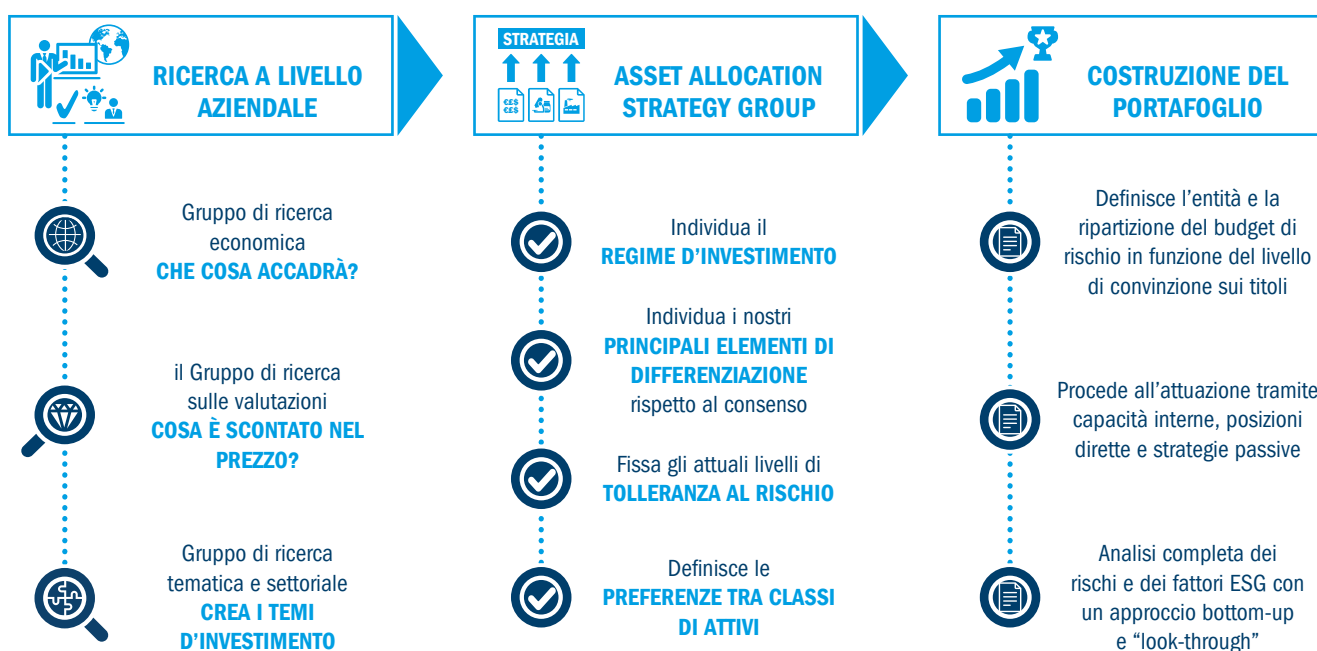 RICERCA A LIVELLO
AZIENDALE
Gruppo di ricerca
economica
CHE COSA ACCADRÀ?
il Gruppo di ricerca
sulle valutazioni
COSA È SCONTATO NEL
PREZZO?
Gruppo di ricerca
tematica e settoriale
CREA I TEMI
D’INVESTIMENTO
STRATEGIA
€£$
€£$
ASSET ALLOCATION
STRATEGY GROUP
Individua il
REGIME D’INVESTIMENTO
Individua i nostri
PRINCIPALI ELEMENTI DI
DIFFERENZIAZIONE
rispetto al consenso
Fissa gli attuali livelli di
TOLLERANZA AL RISCHIO
Definisce le
PREFERENZE TRA CLASSI
DI ATTIVI
COSTRUZIONE DEL
PORTAFOGLIO
Definisce l’entità e la
ripartizione del budget di
rischio in funzione del livello
di convinzione sui titoli
Procede all’attuazione tramite
capacità interne, posizioni
dirette e strategie passive
Analisi completa dei
rischi e dei fattori ESG con
un approccio bottom-up
e “look-through”